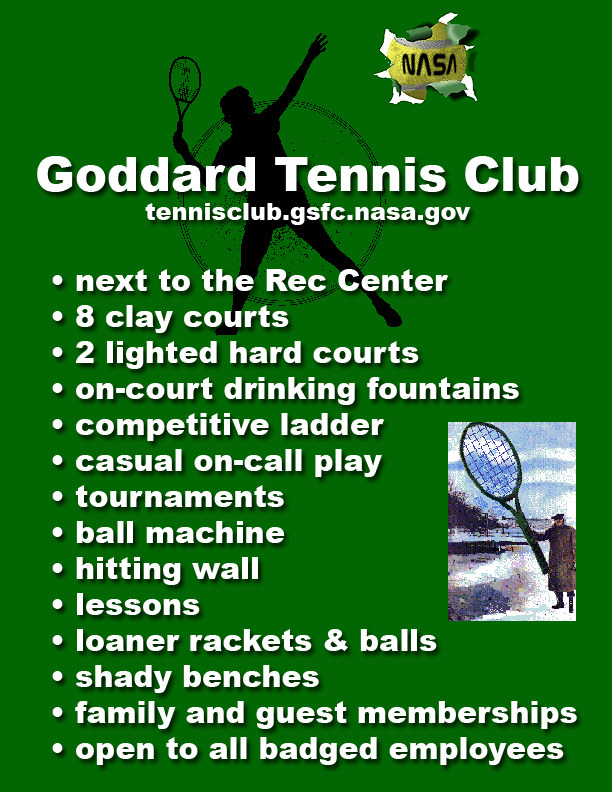 NASA
Goddard Tennis Club
tennisclub.gsfc.nasa.gov
• next to the Rec Center
• 8 clay courts
• 2 lighted hard courts
• on-court drinking fountains
• competitive ladder
• casual on-call play
• tournaments
• ball machine
• hitting wall
• lessons
• loaner rackets & balls
• shady benches
• family and guest memberships
• open to all badged employees